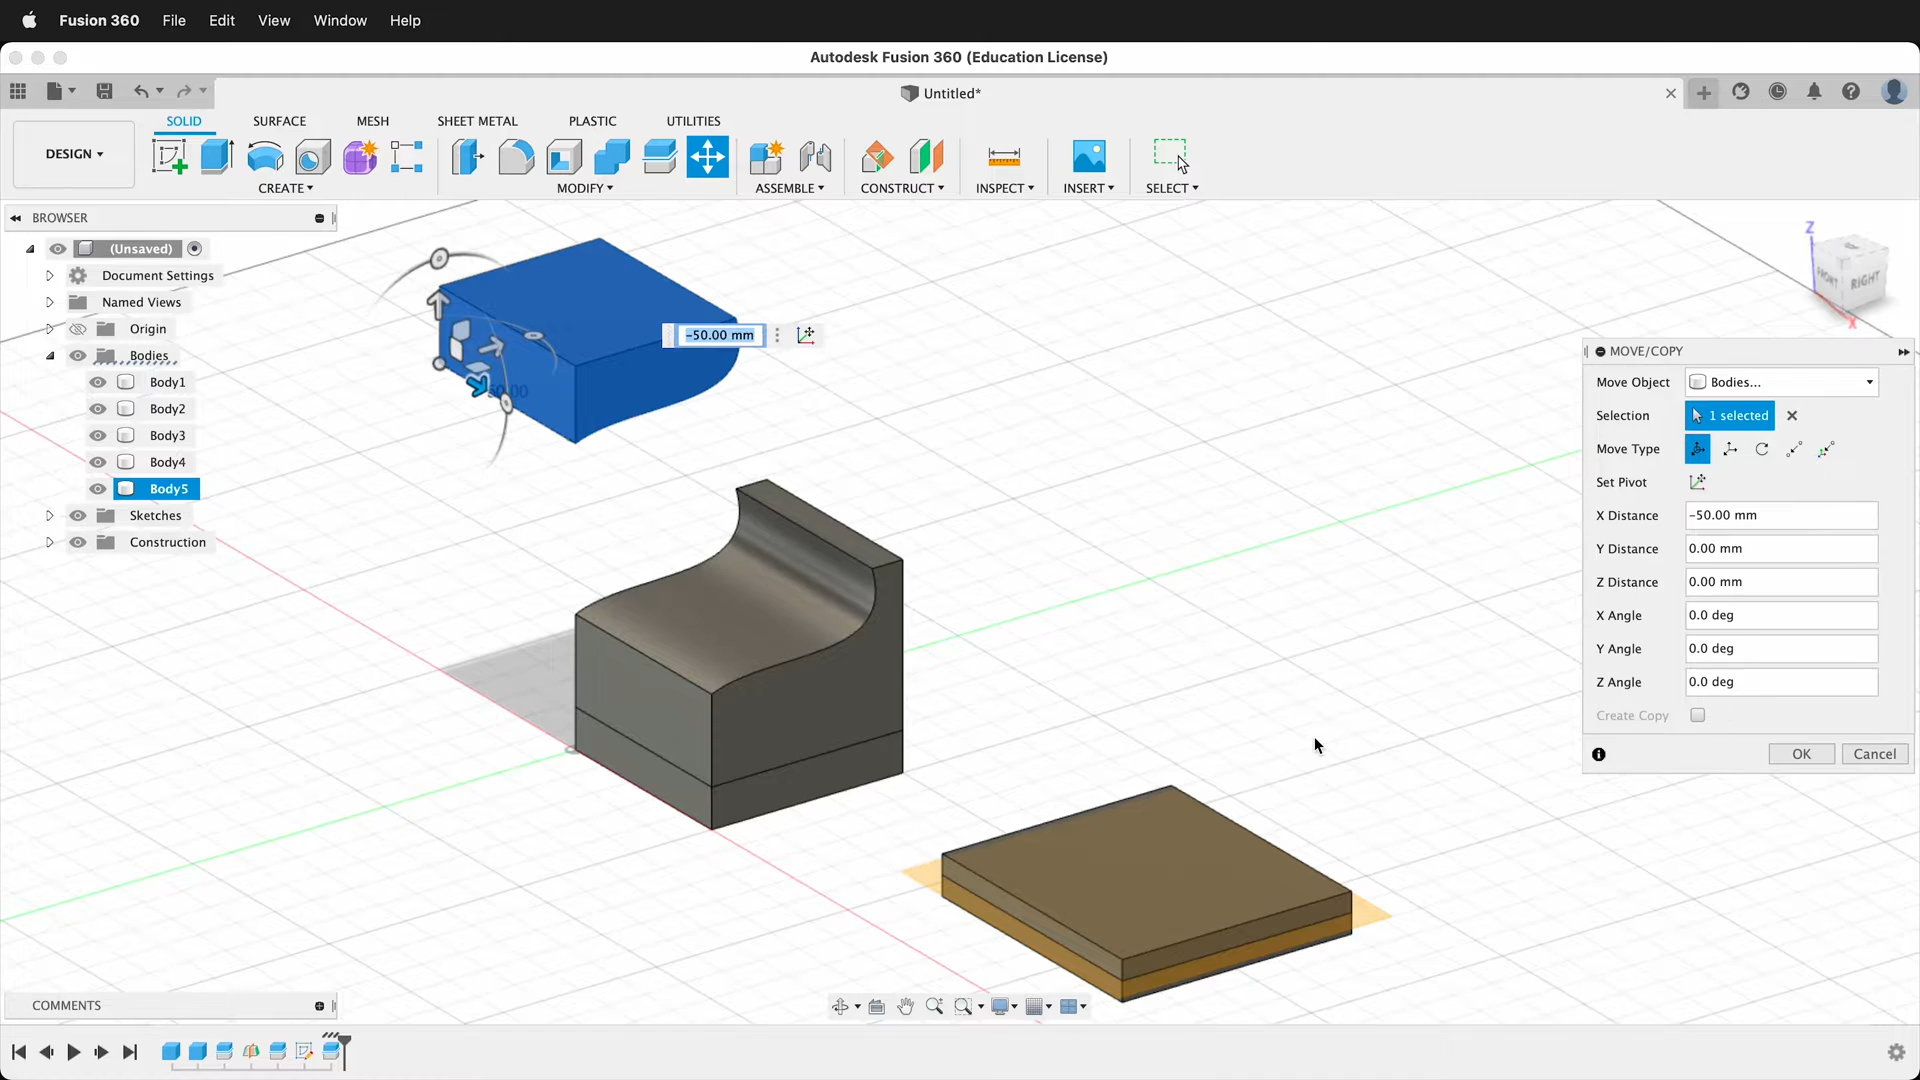 Fusion 360 File Edit View Window Help
Autodesk Fusion 360 (Education License)
Untitled*
SOLID SURFACE MESH SHEET METAL PLASTIC UTILITIES
DESIGN
CREATE MODIFY ASSEMBLE CONSTRUCT INSPECT INSERT SELECT
BROWSER
(Unsaved)
Document Settings
Named Views
Origin
Bodies
Body1
Body2
Body3
Body4
Body5
Sketches
Construction
-50.00 mm
Z
FRONT
RIGHT
X
MOVE/COPY
Move Object Bodies...
Selection 1 selected
Move Type
Set Pivot
X Distance -50.00 mm
Y Distance 0.00 mm
Z Distance 0.00 mm
X Angle 0.0 deg
Y Angle 0.0 deg
Z Angle 0.0 deg
Create Copy
OK Cancel
COMMENTS